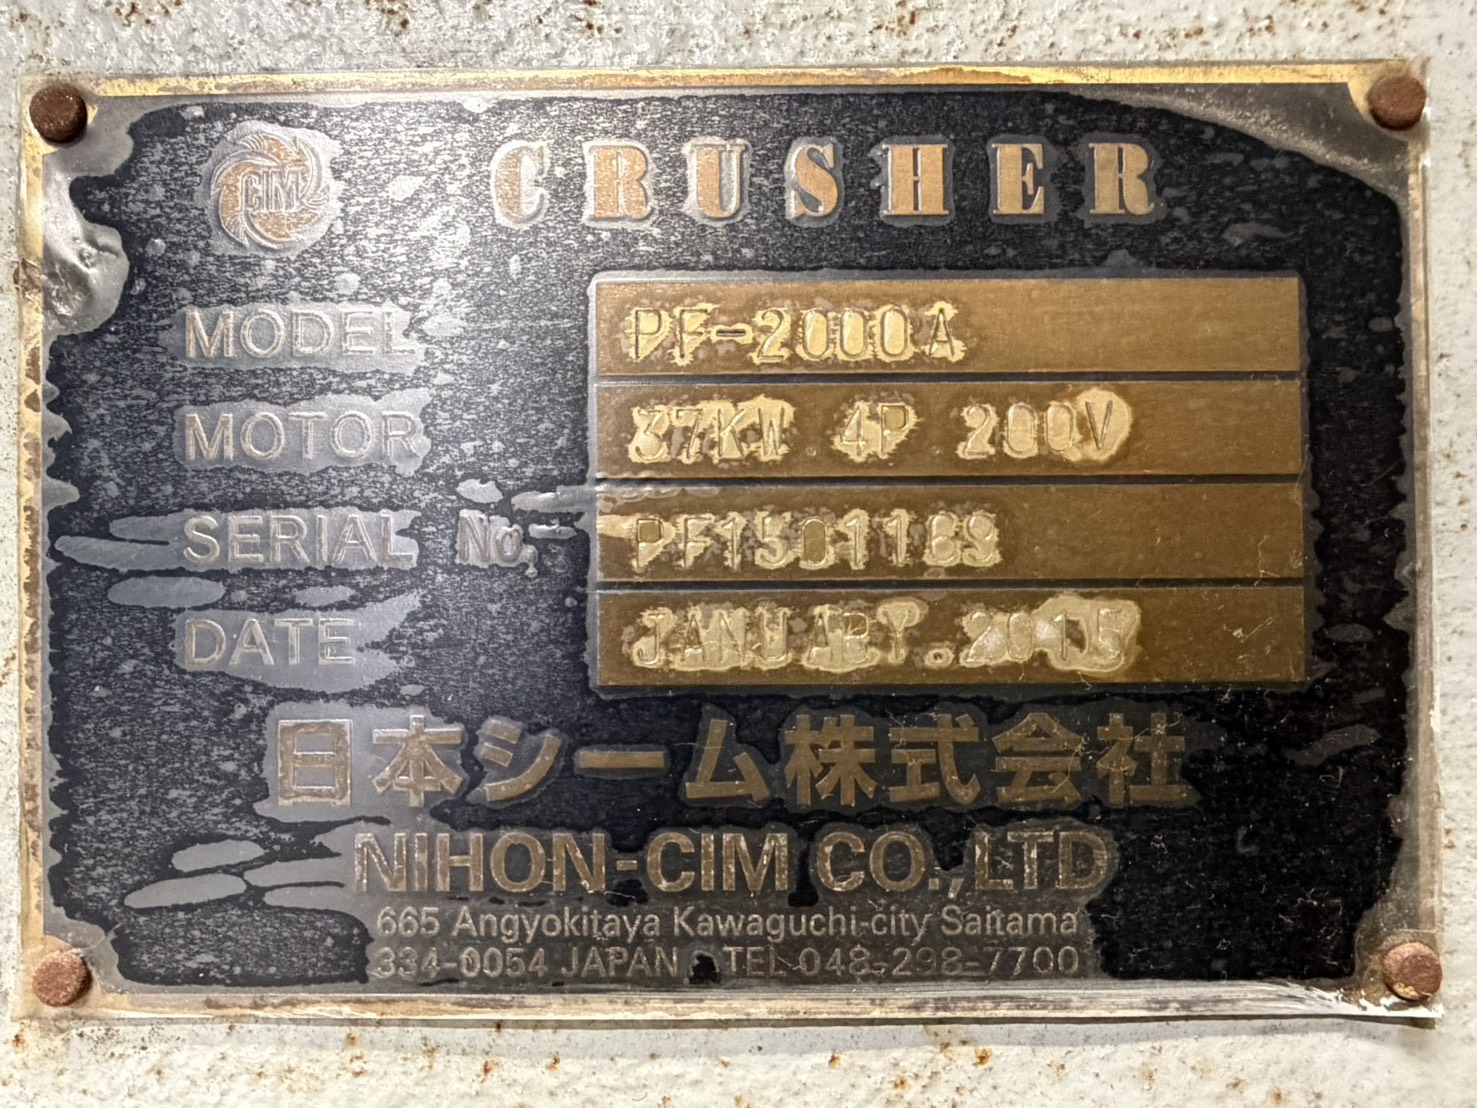 CIM CRUSHER
MODEL PF-2000A
MOTOR 37KW 4P 200V
SERIAL No. PF1501189
DATE JANUARY.2015
日本シーム株式会社
NIHON-CIM CO.,LTD
665 Angyokitaya Kawaguchi-city Saitama
334-0054 JAPAN TEL 048-298-7700